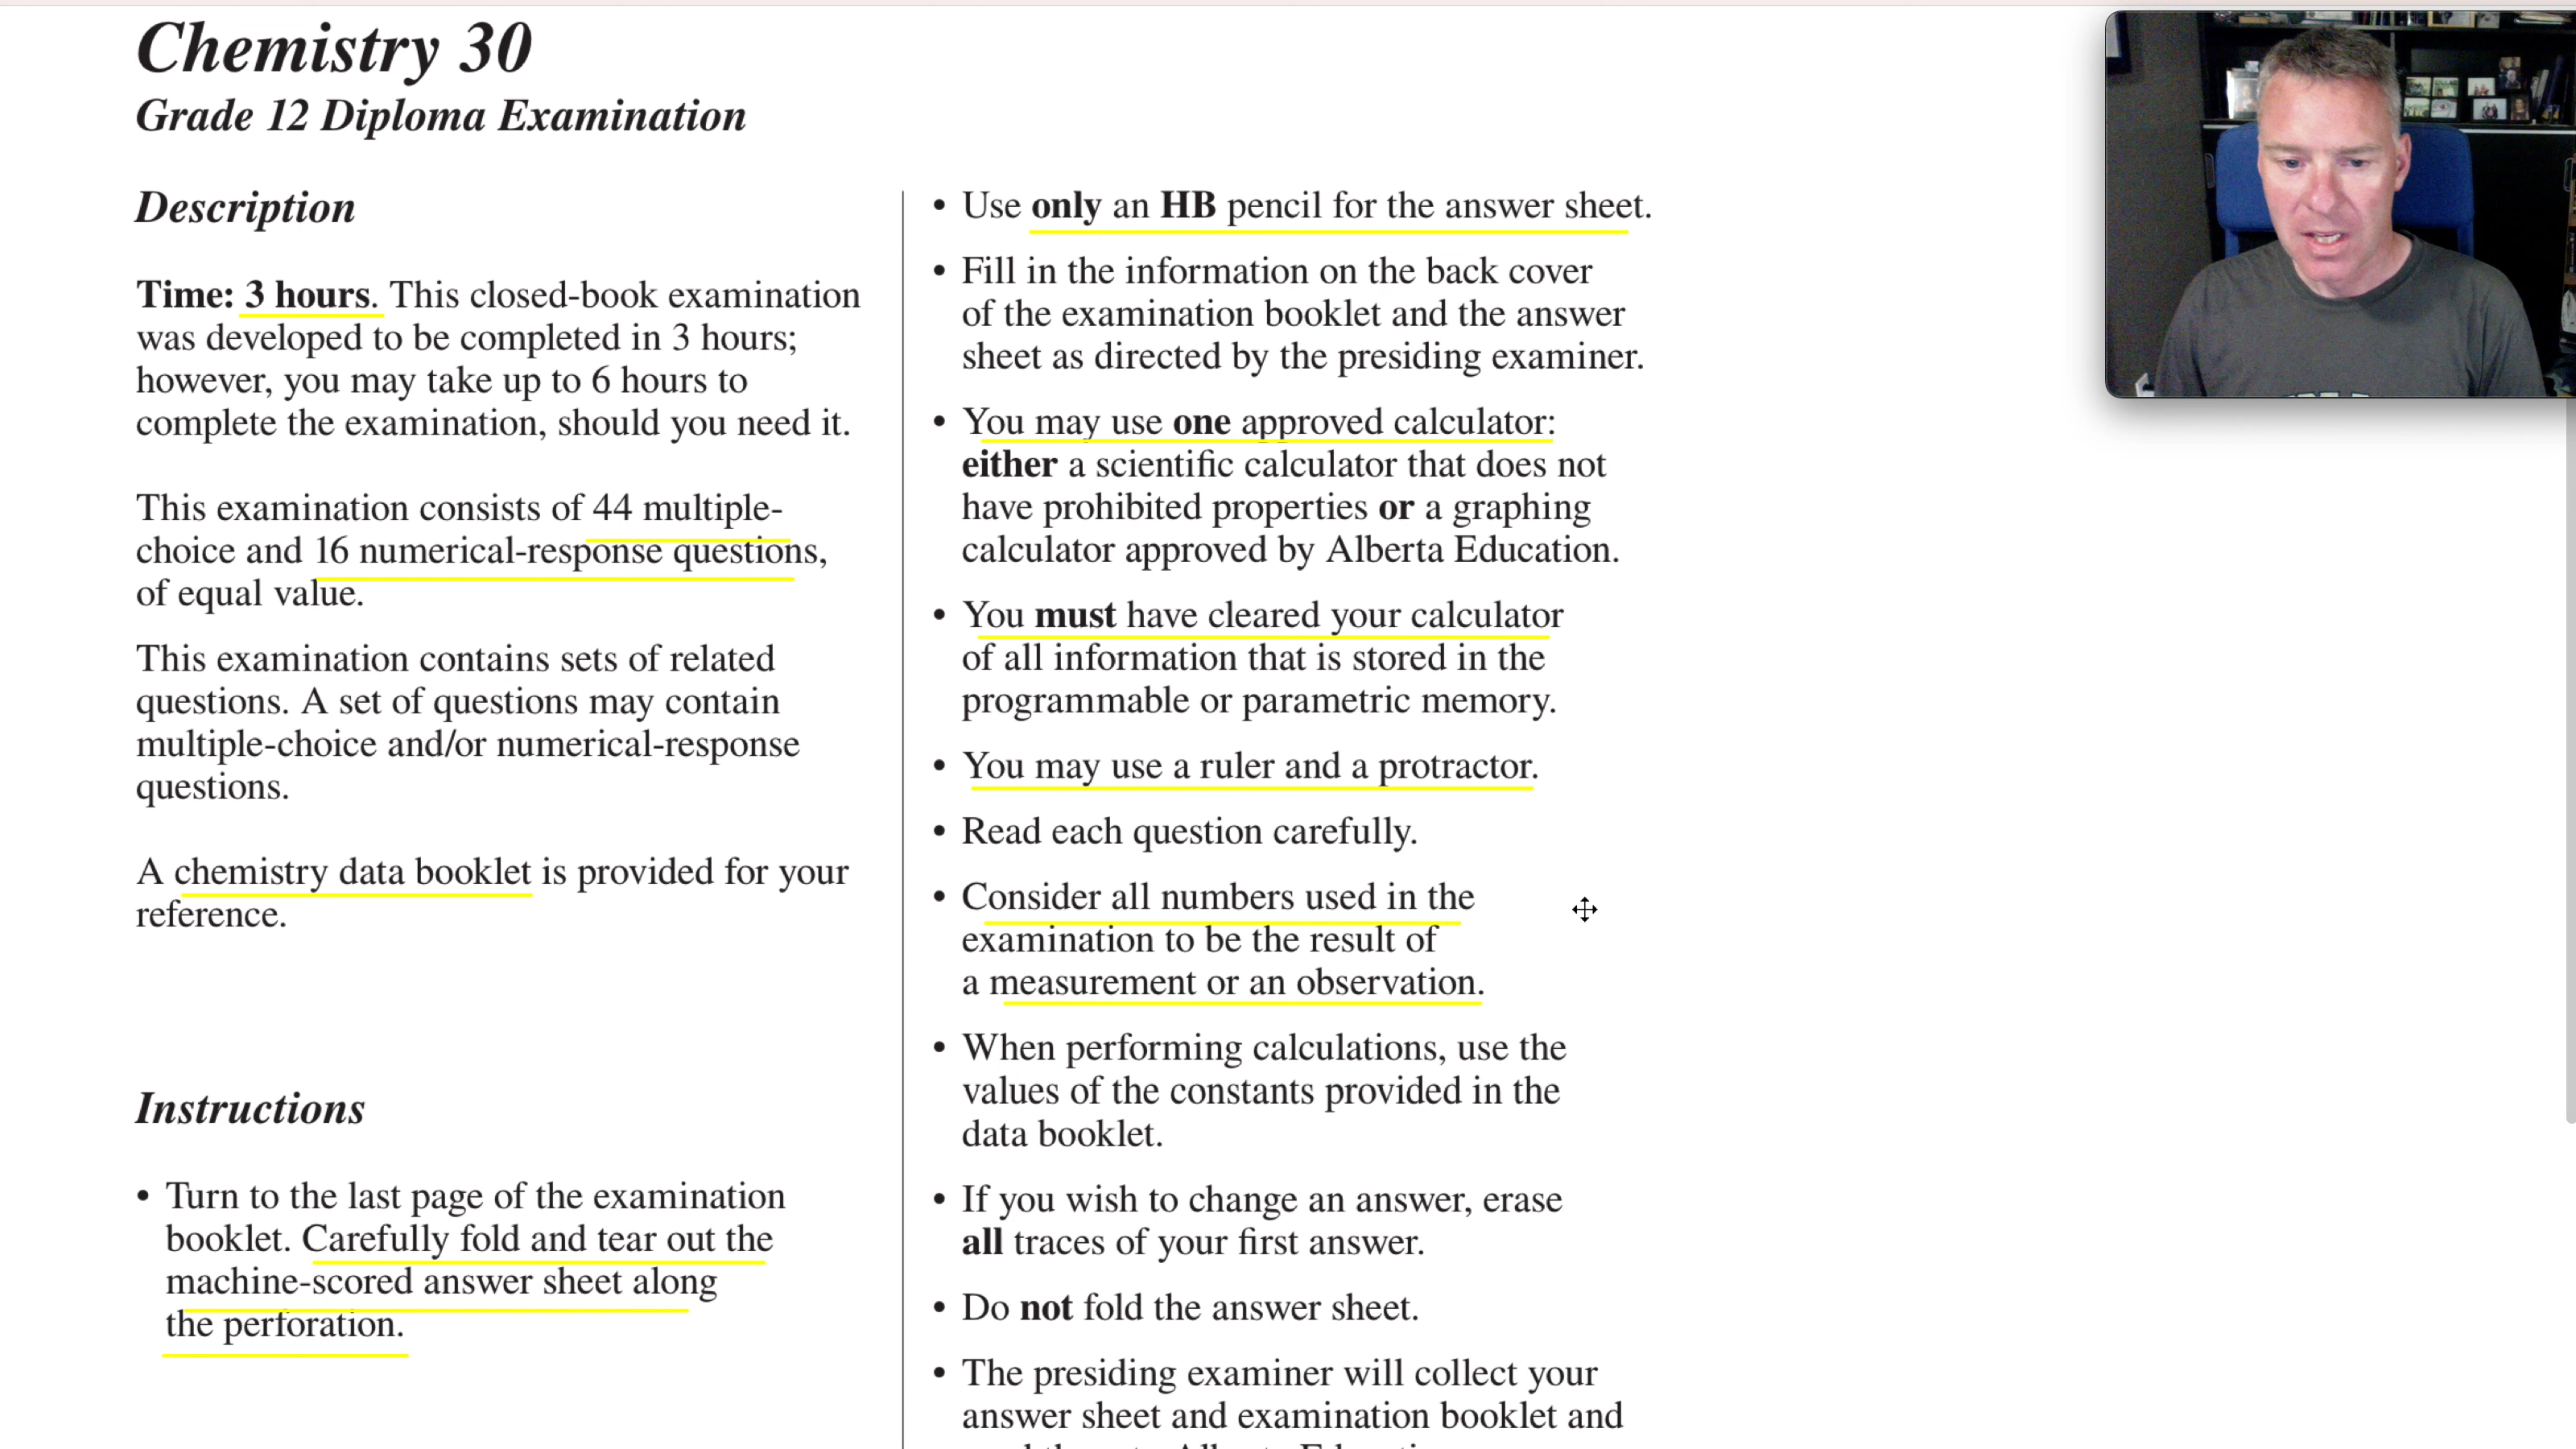 Chemistry 30
Grade 12 Diploma Examination
Description
Time: 3 hours. This closed-book examination
was developed to be completed in 3 hours;
however, you may take up to 6 hours to
complete the examination, should you need it.
This examination consists of 44 multiple-
choice and 16 numerical-response questions,
of equal value.
This examination contains sets of related
questions. A set of questions may contain
multiple-choice and/or numerical-response
questions.
A chemistry data booklet is provided for your
reference.
Instructions
• Turn to the last page of the examination
booklet. Carefully fold and tear out the
machine-scored answer sheet along
the perforation.
• Use only an HB pencil for the answer sheet.
• Fill in the information on the back cover
of the examination booklet and the answer
sheet as directed by the presiding examiner.
• You may use one approved calculator:
either a scientific calculator that does not
have prohibited properties or a graphing
calculator approved by Alberta Education.
• You must have cleared your calculator
of all information that is stored in the
programmable or parametric memory.
• You may use a ruler and a protractor.
• Read each question carefully.
• Consider all numbers used in the
examination to be the result of
a measurement or an observation.
• When performing calculations, use the
values of the constants provided in the
data booklet.
• If you wish to change an answer, erase
all traces of your first answer.
• Do not fold the answer sheet.
• The presiding examiner will collect your
answer sheet and examination booklet and